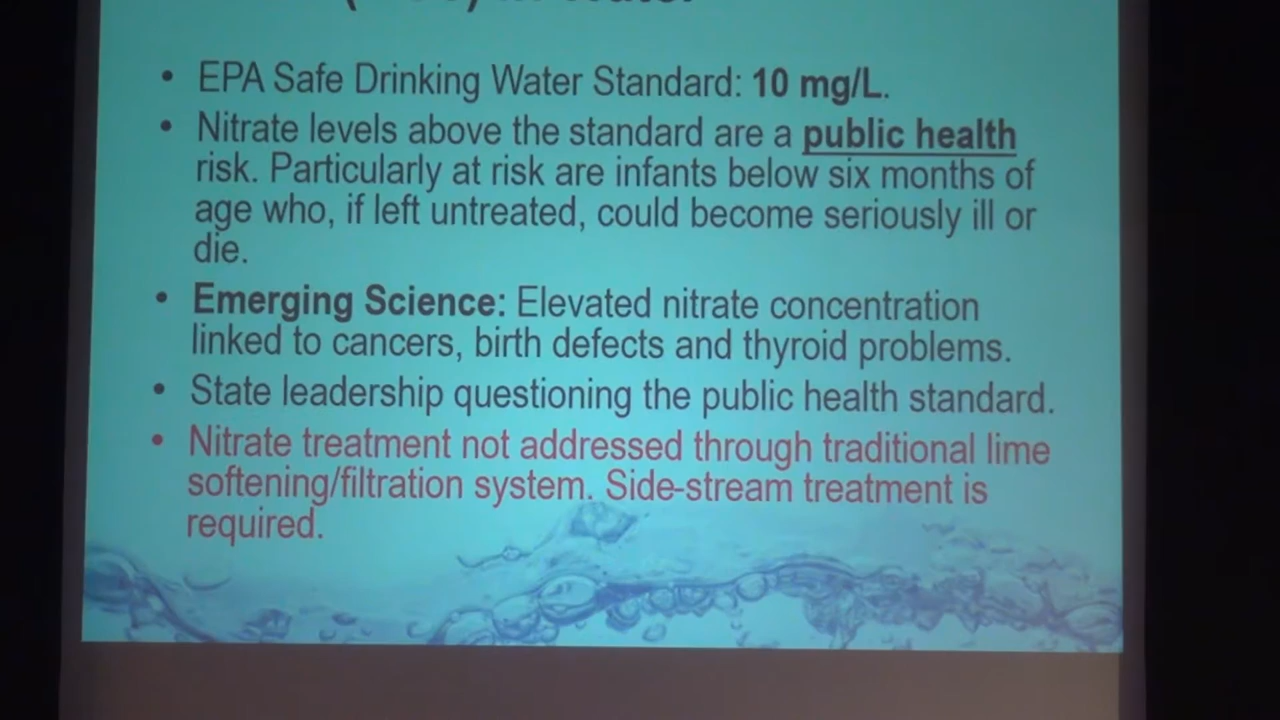 • EPA Safe Drinking Water Standard: 10 mg/L.
• Nitrate levels above the standard are a public health
risk. Particularly at risk are infants below six months of
age who, if left untreated, could become seriously ill or
die.
• Emerging Science: Elevated nitrate concentration
linked to cancers, birth defects and thyroid problems.
• State leadership questioning the public health standard.
• Nitrate treatment not addressed through traditional lime
softening/filtration system. Side-stream treatment is
required.